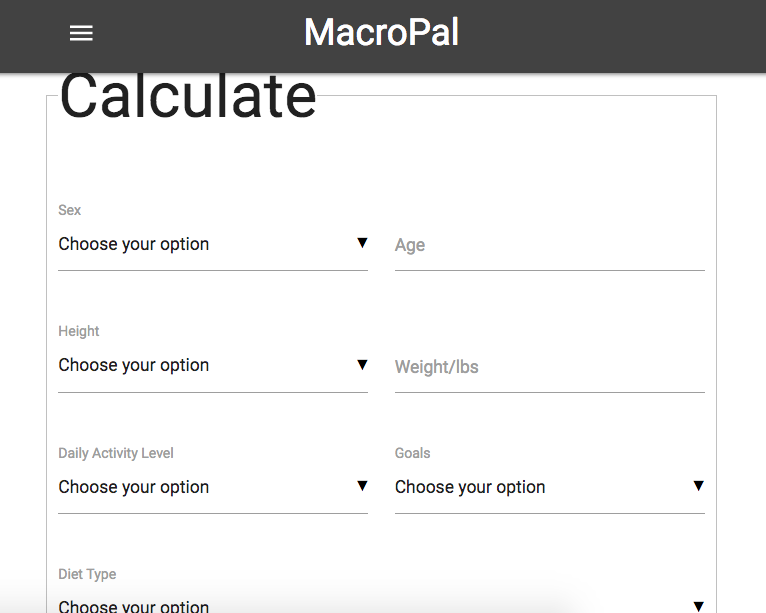 MacroPal
Calculate
Sex
Choose your option
Age
Height
Choose your option
Weight/lbs
Daily Activity Level
Goals
Choose your option
Choose your option
Diet Type
Choose your option